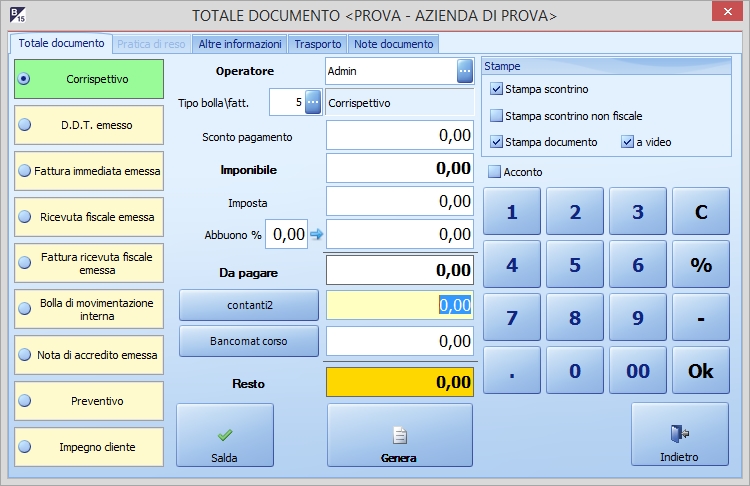 B
15
TOTALE DOCUMENTO <PROVA - AZIENDA DI PROVA>
Totale documento
Pratica di reso
Altre informazioni
Trasporto
Note documento
Corrispettivo
D.D.T. emesso
Fattura immediata emessa
Ricevuta fiscale emessa
Fattura ricevuta fiscale
emessa
Bolla di movimentazione
interna
Nota di accredito emessa
Preventivo
Impegno cliente
Operatore
Admin
...
Tipo bolla\fatt.
5
...
Corrispettivo
Sconto pagamento
0,00
Imponibile
0,00
Imposta
0,00
Abbuono %
0,00
0,00
Da pagare
0,00
contanti2
0,00
Bancomat corso
0,00
Resto
0,00
Salda
Genera
Stampe
Stampa scontrino
Stampa scontrino non fiscale
Stampa documento
a video
Acconto
1 2 3 C
4 5 6 %
7 8 9 -
. 0 00 Ok
Indietro